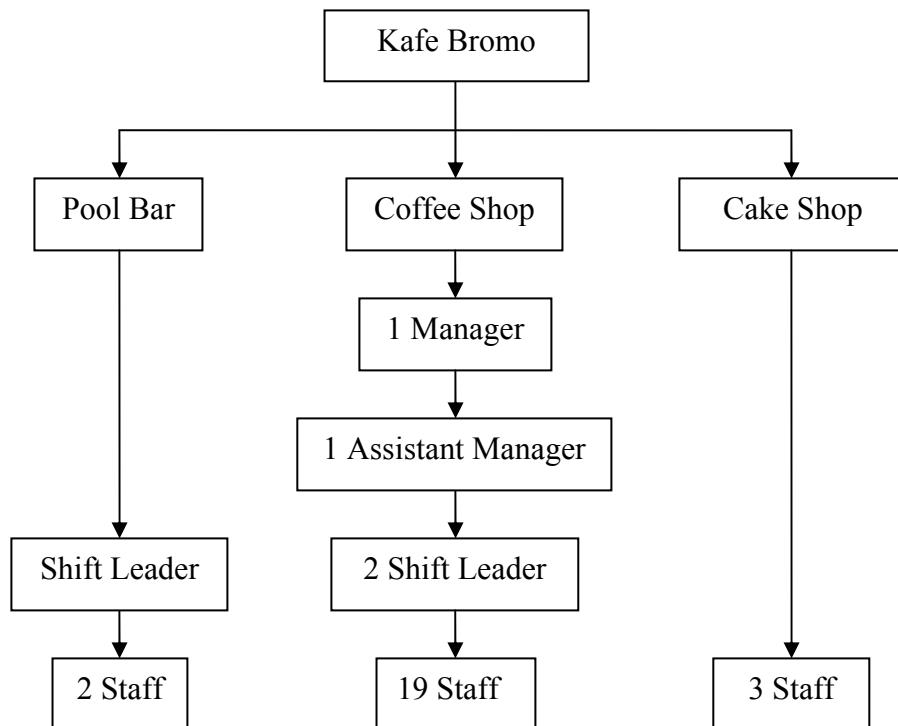 Kafe Bromo
Pool Bar
Coffee Shop
Cake Shop
1 Manager
1 Assistant Manager
Shift Leader
2 Shift Leader
2 Staff
19 Staff
3 Staff